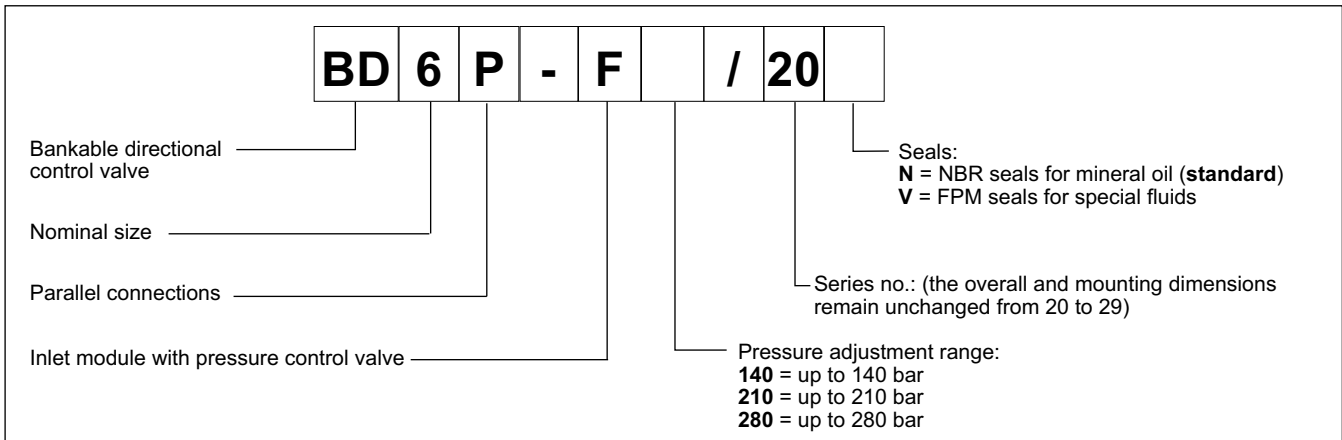 BD 6 P - F / 20
Bankable directional
control valve
Nominal size
Parallel connections
Inlet module with pressure control valve
Seals:
N = NBR seals for mineral oil (standard)
V = FPM seals for special fluids
Series no.: (the overall and mounting dimensions
remain unchanged from 20 to 29)
Pressure adjustment range:
140 = up to 140 bar
210 = up to 210 bar
280 = up to 280 bar